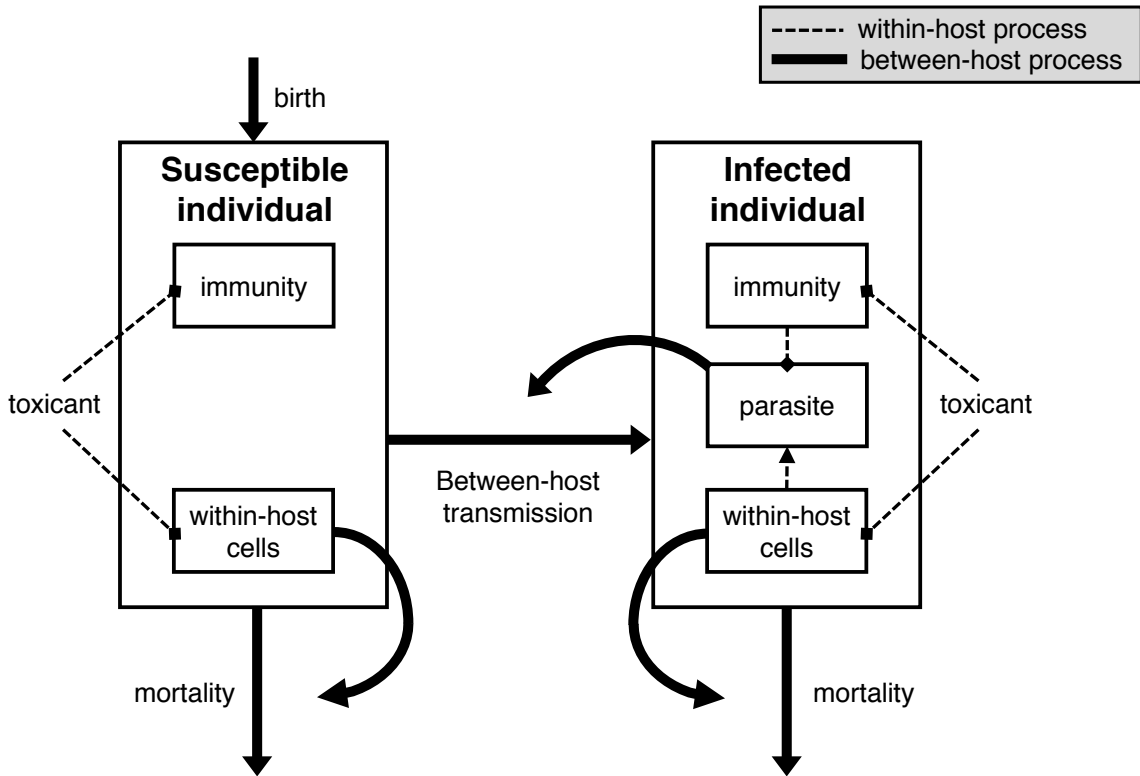 within-host process
between-host process
birth
Susceptible
individual
immunity
toxicant
within-host
cells
mortality
Between-host
transmission
Infected
individual
immunity
parasite
within-host
cells
toxicant
mortality